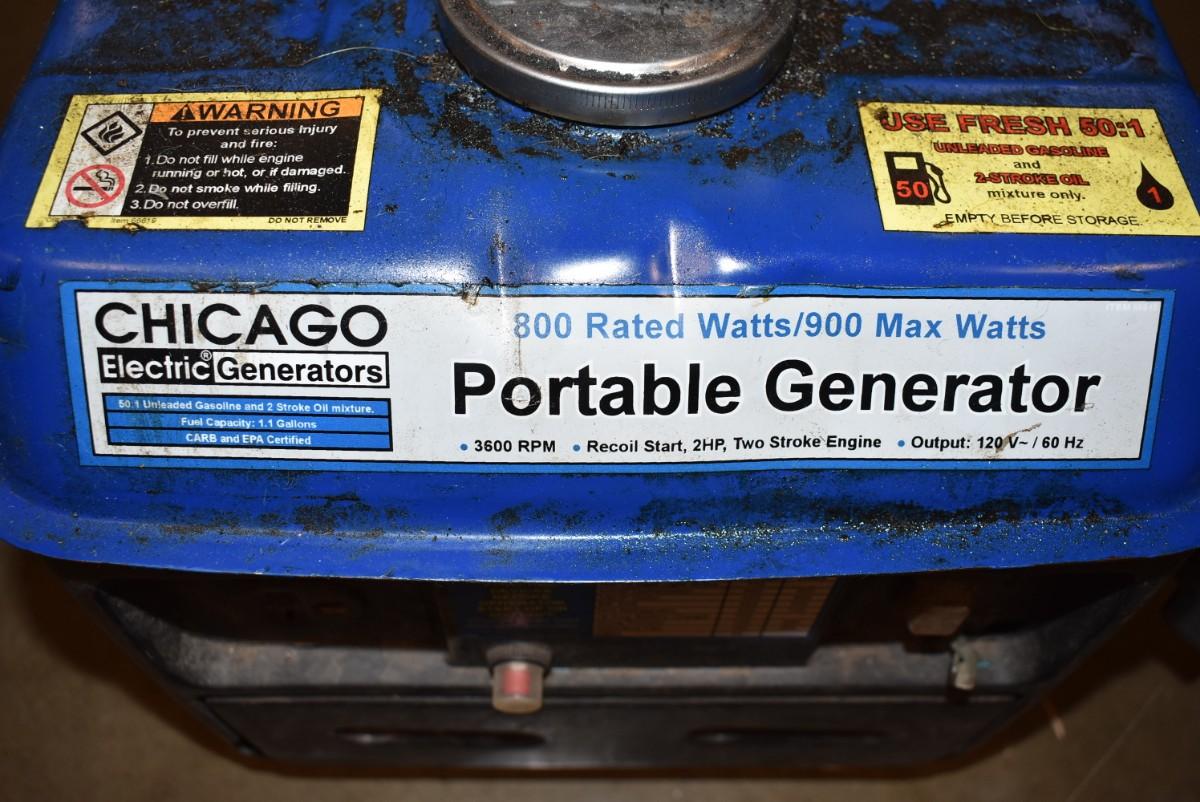 WARNING
To prevent serious injury
and fire:
1. Do not fill while engine
running or hot, or if damaged.
2. Do not smoke while filling.
3. Do not overfill.
Item 66619
DO NOT REMOVE
USE FRESH 50:1
UNLEADED GASOLINE
and
2-STROKE OIL
mixture only.
50
1
EMPTY BEFORE STORAGE.
CHICAGO
Electric® Generators
50:1 Unleaded Gasoline and 2 Stroke Oil mixture.
Fuel Capacity: 1.1 Gallons
CARB and EPA Certified
800 Rated Watts/900 Max Watts
Portable Generator
• 3600 RPM • Recoil Start, 2HP, Two Stroke Engine • Output: 120 V~ / 60 Hz